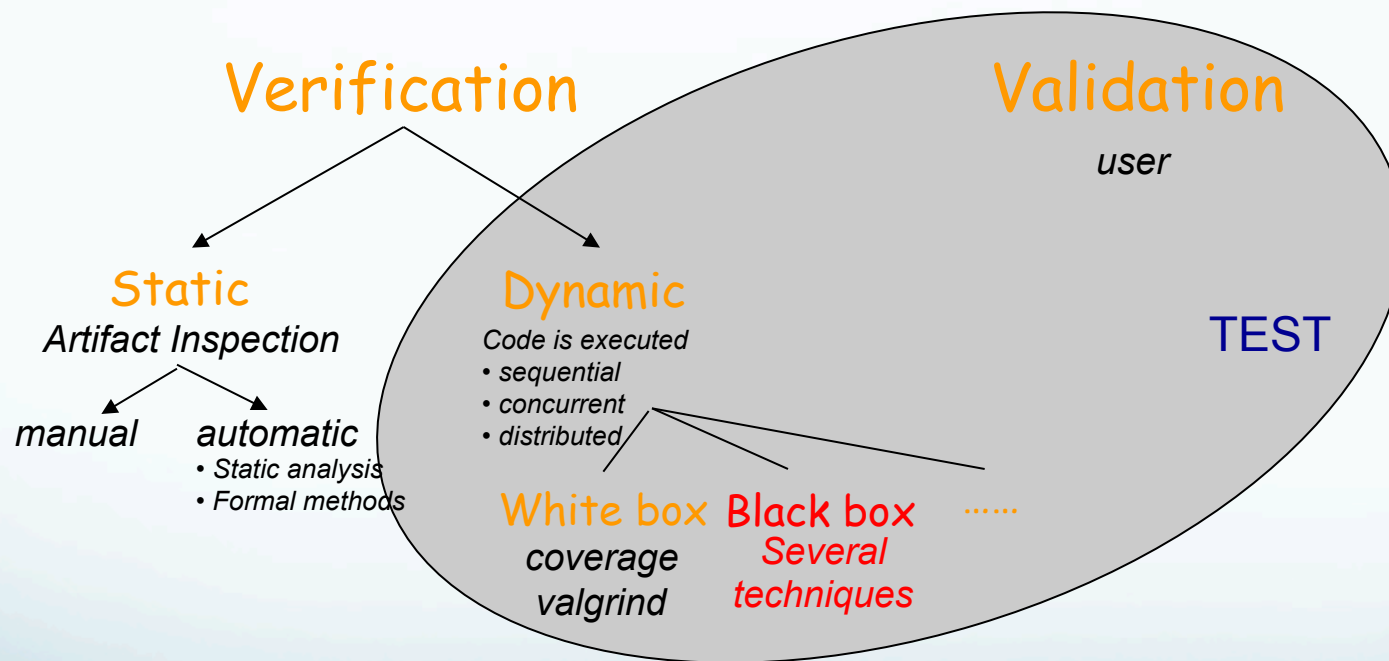 Verification
Validation
user
Static
Artifact Inspection
manual
automatic
• Static analysis
• Formal methods
Dynamic
Code is executed
• sequential
• concurrent
• distributed
TEST
White box
coverage
valgrind
Black box
Several
techniques
......